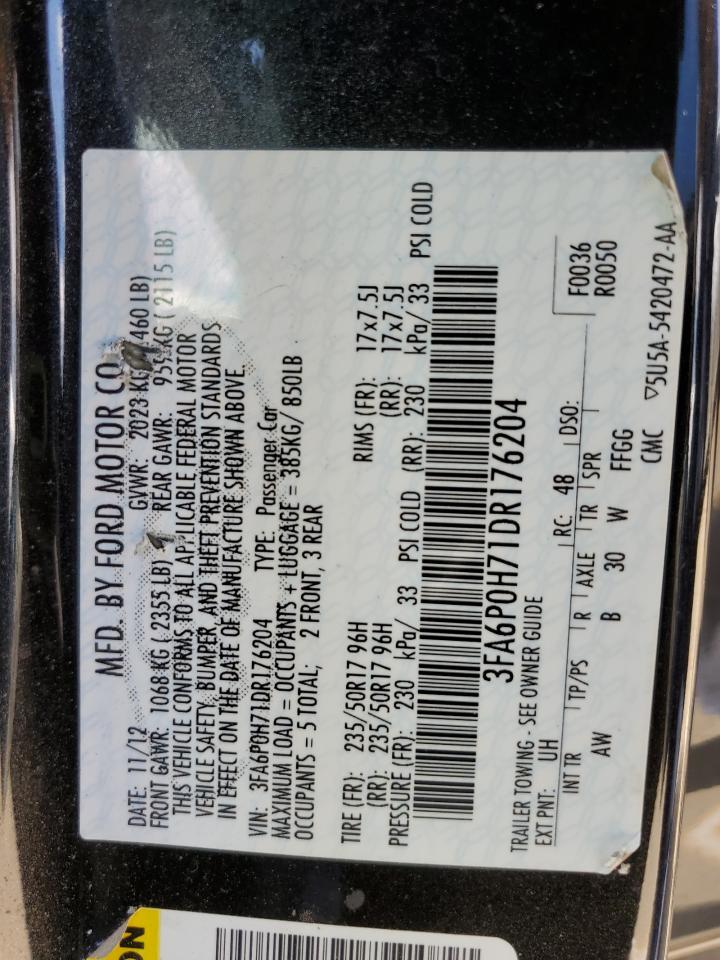 MFD. BY FORD MOTOR CO.
DATE: 11/12 GVWR: 2023 KG 460 LB)
FRONT GAWR: 1068 KG ( 2355 LB) REAR GAWR: KG ( 2115 LB)
THIS VEHICLE CONFORMS TO ALL APPLICABLE FEDERAL MOTOR
VEHICLE SAFETY, BUMPER, AND THEFT PREVENTION STANDARDS
IN EFFECT ON THE DATE OF MANUFACTURE SHOWN ABOVE.
VIN: 3FA6P0H71DR176204 TYPE: Passenger Car
MAXIMUM LOAD = OCCUPANTS + LUGGAGE = 385KG/ 850LB
OCCUPANTS = 5 TOTAL; 2 FRONT, 3 REAR
TIRE (FR): 235/50R17 96H RIMS (FR): 17x7.5J
(RR): 235/50R17 96H (RR): 17x7.5J
PRESSURE (FR): 230 kPa/ 33 PSI COLD (RR): 230 kPa/ 33 PSI COLD
3FA6P0H71DR176204
TRAILER TOWING - SEE OWNER GUIDE
EXT PNT: UH RC: 48 DSO: F0036
R0050
INT TR TP/PS R AXLE TR SPR
AW B 30 W FFGG
CMC ▽5U5A-5420472-AA
ON